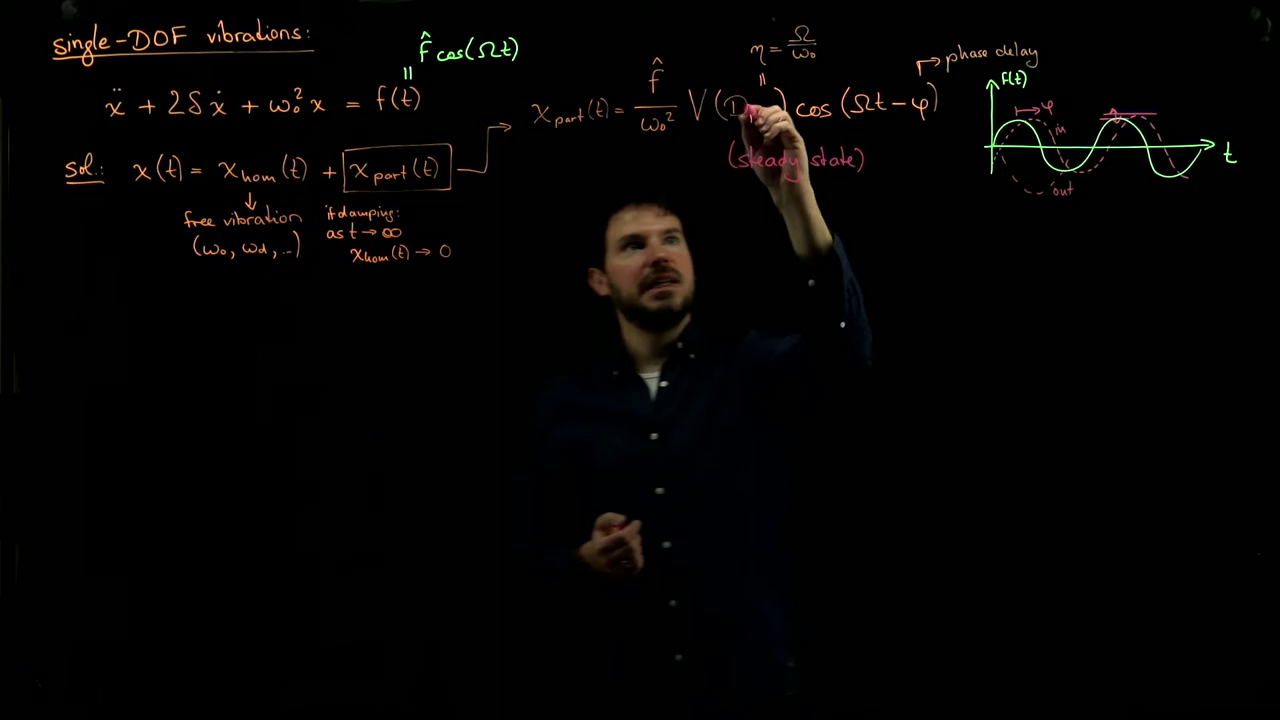 single-DOF vibrations:
f̂ cos(Ωt)
=
ẍ + 2δẋ + ω₀²x = f(t)
sol.: x(t) = x_hom(t) + x_part(t)
free vibration
(ω₀, ω_d, ..)
if damping:
as t → ∞
x_hom(t) → 0
η = Ω/ω₀
=
x_part(t) = f̂/ω₀² V(D ) cos(Ωt − φ)
(steady state)
phase delay
f(t)
φ
in
out
t